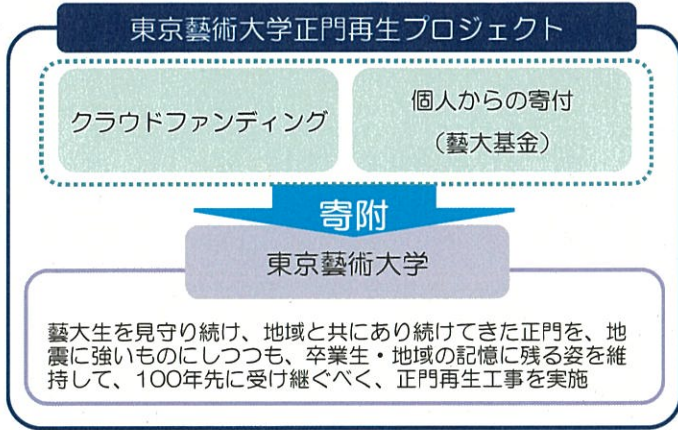 東京藝術大学正門再生プロジェクト
クラウドファンディング
個人からの寄付
（藝大基金）
寄附
東京藝術大学
藝大生を見守り続け、地域と共にあり続けてきた正門を、地
震に強いものにしつつも、卒業生・地域の記憶に残る姿を維
持して、100年先に受け継ぐべく、正門再生工事を実施